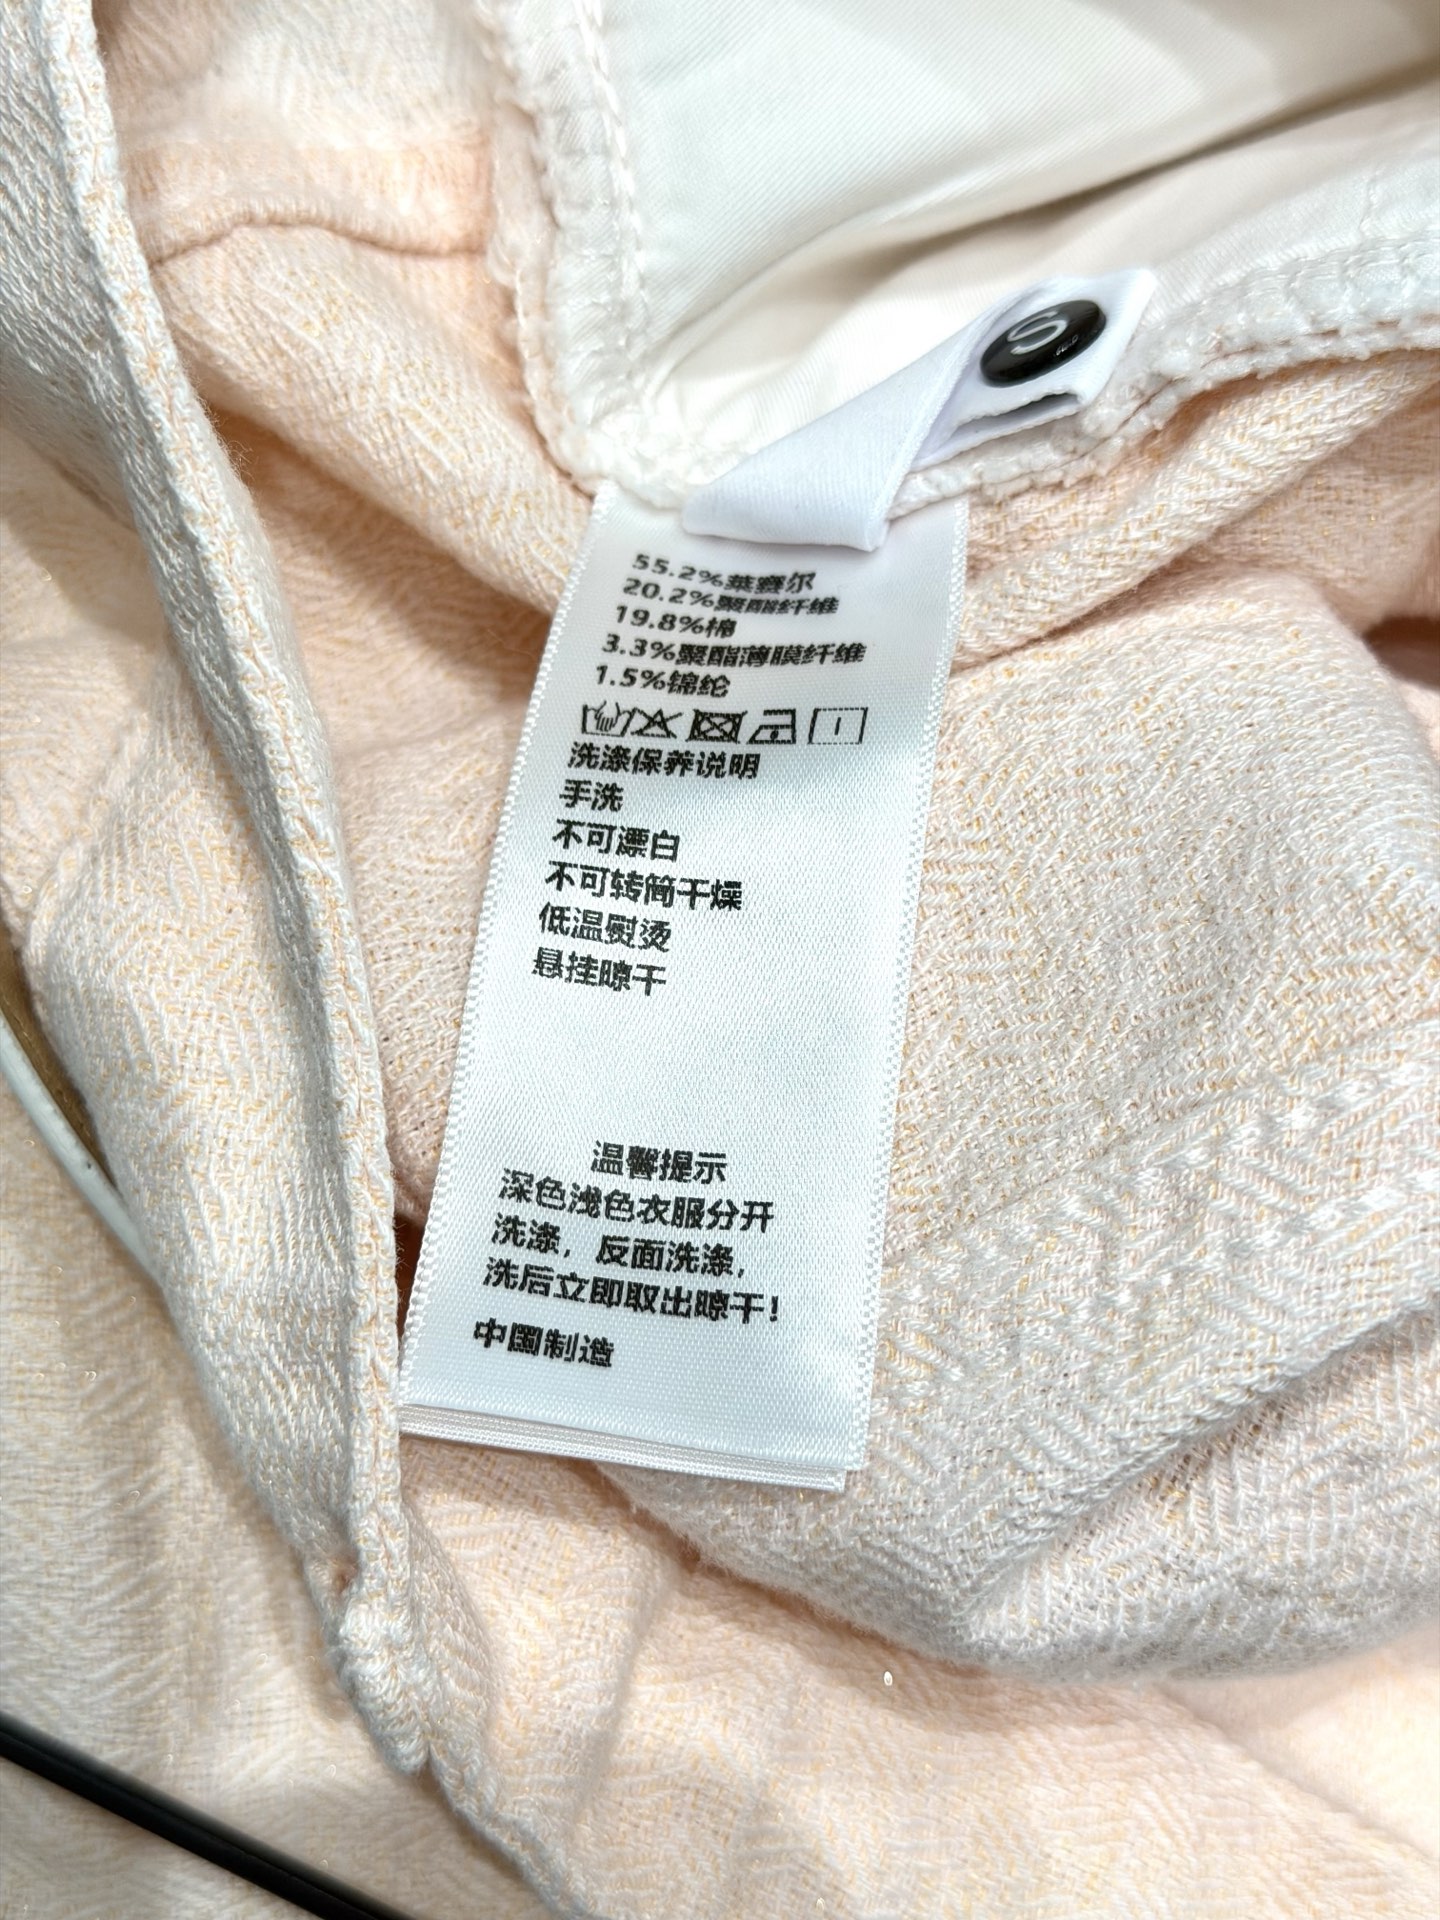 S
55.2%莱赛尔
20.2%聚酯纤维
19.8%棉
3.3%聚酯薄膜纤维
1.5%锦纶
洗涤保养说明
手洗
不可漂白
不可转筒干燥
低温熨烫
悬挂晾干
温馨提示
深色浅色衣服分开
洗涤，反面洗涤，
洗后立即取出晾干！
中国制造